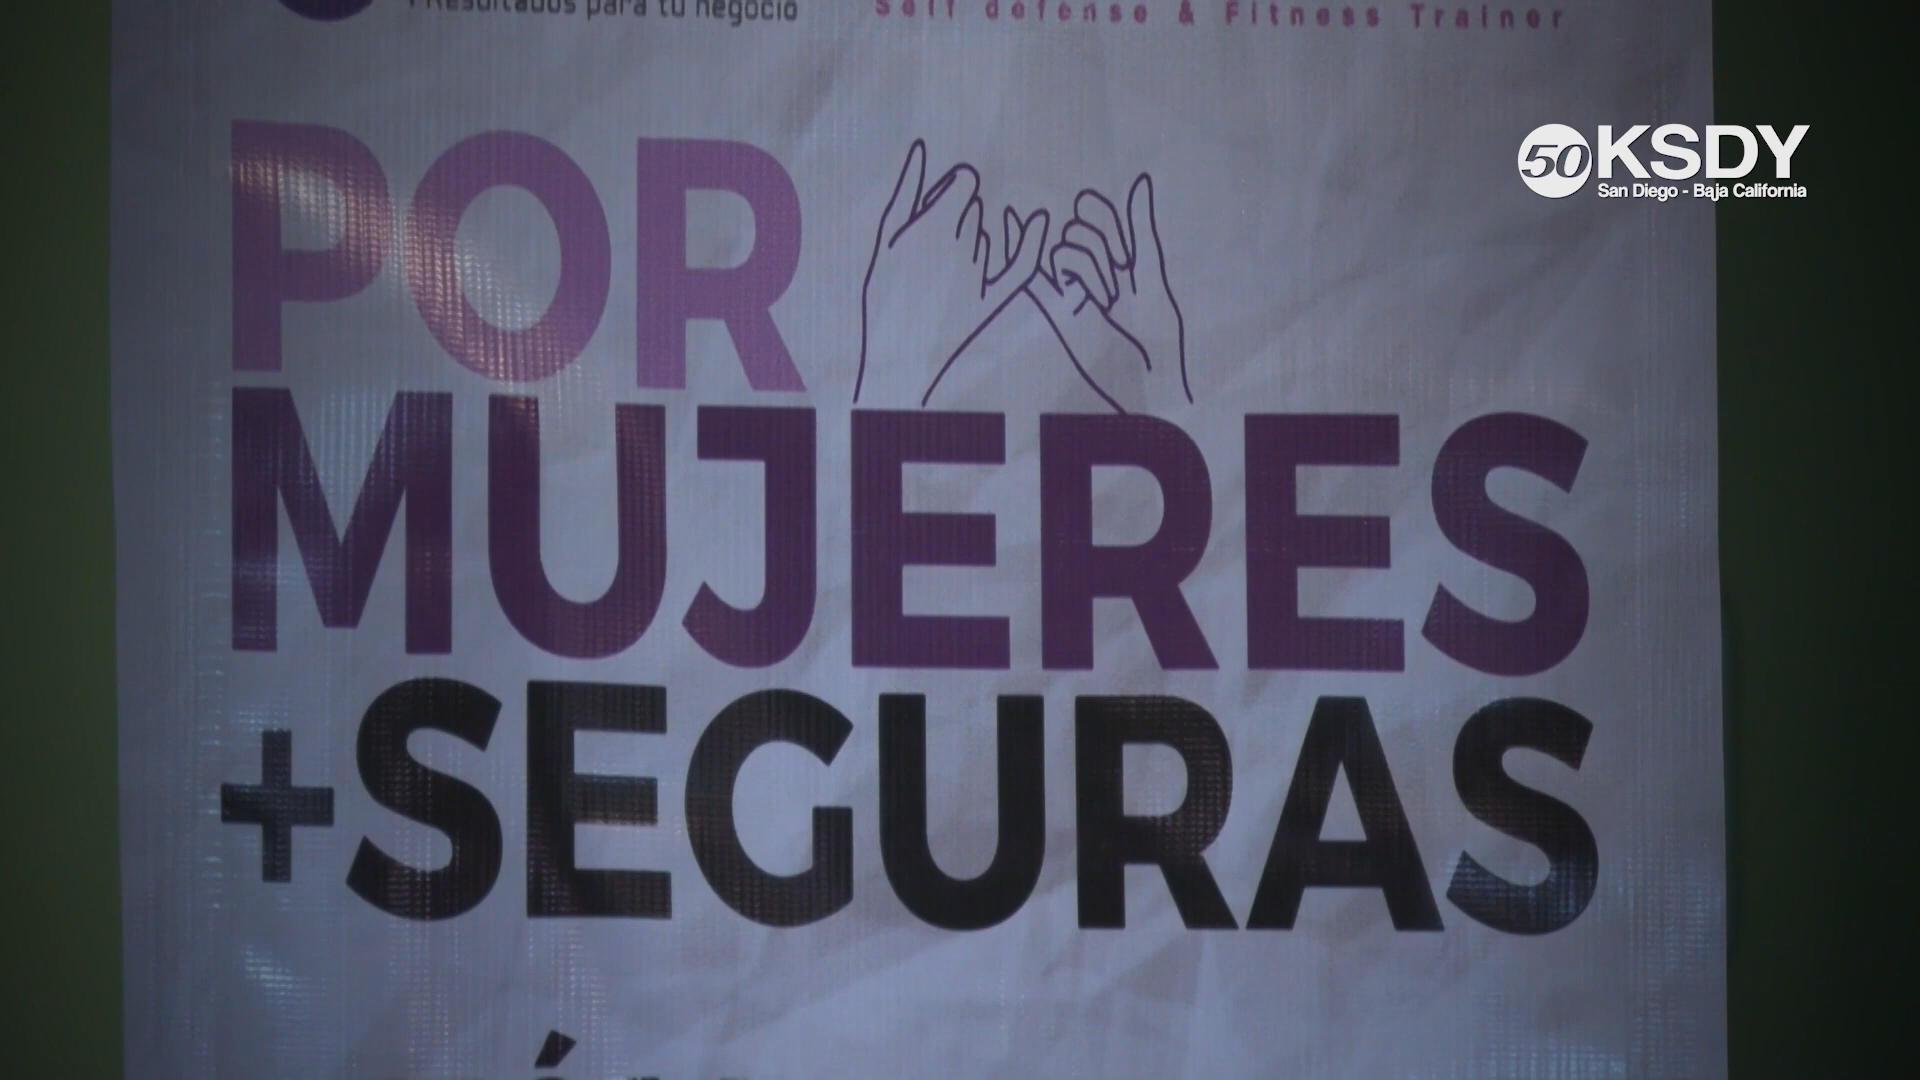 Resultados para tu negocio
Self defense & Fitness Trainer
50 KSDY
San Diego - Baja California
POR
MUJERES
+SEGURAS